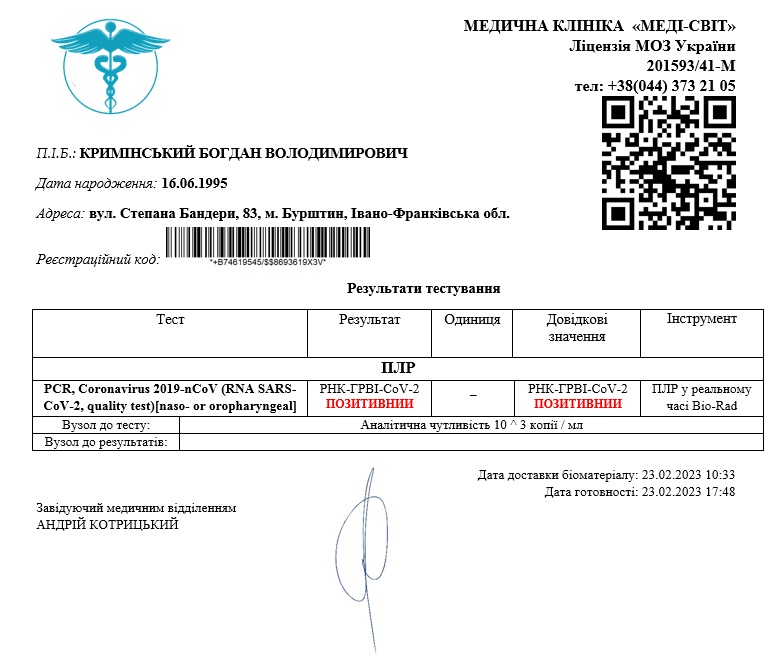 МЕДИЧНА КЛІНІКА «МЕДІ-СВІТ»
Ліцензія МОЗ України
201593/41-М
тел: +38(044) 373 21 05
П.І.Б.: КРИМІНСЬКИЙ БОГДАН ВОЛОДИМИРОВИЧ
Дата народження: 16.06.1995
Адреса: вул. Степана Бандери, 83, м. Бурштин, Івано-Франківська обл.
Реєстраційний код:
*+B74619545/$$8693619X3V*
Результати тестування
Тест Результат Одиниця Довідкові значення Інструмент
ПЛР
PCR, Coronavirus 2019-nCoV (RNA SARS- РНК-ГРВІ-CoV-2 – РНК-ГРВІ-CoV-2 ПЛР у реальному
CoV-2, quality test)[naso- or oropharyngeal] ПОЗИТИВНИИ ПОЗИТИВНИИ часі Bio-Rad
Вузол до тесту: Аналітична чутливість 10 ^ 3 копії / мл
Вузол до результатів:
Дата доставки біоматеріалу: 23.02.2023 10:33
Дата готовності: 23.02.2023 17:48
Завідуючий медичним відділенням
АНДРІЙ КОТРИЦЬКИЙ